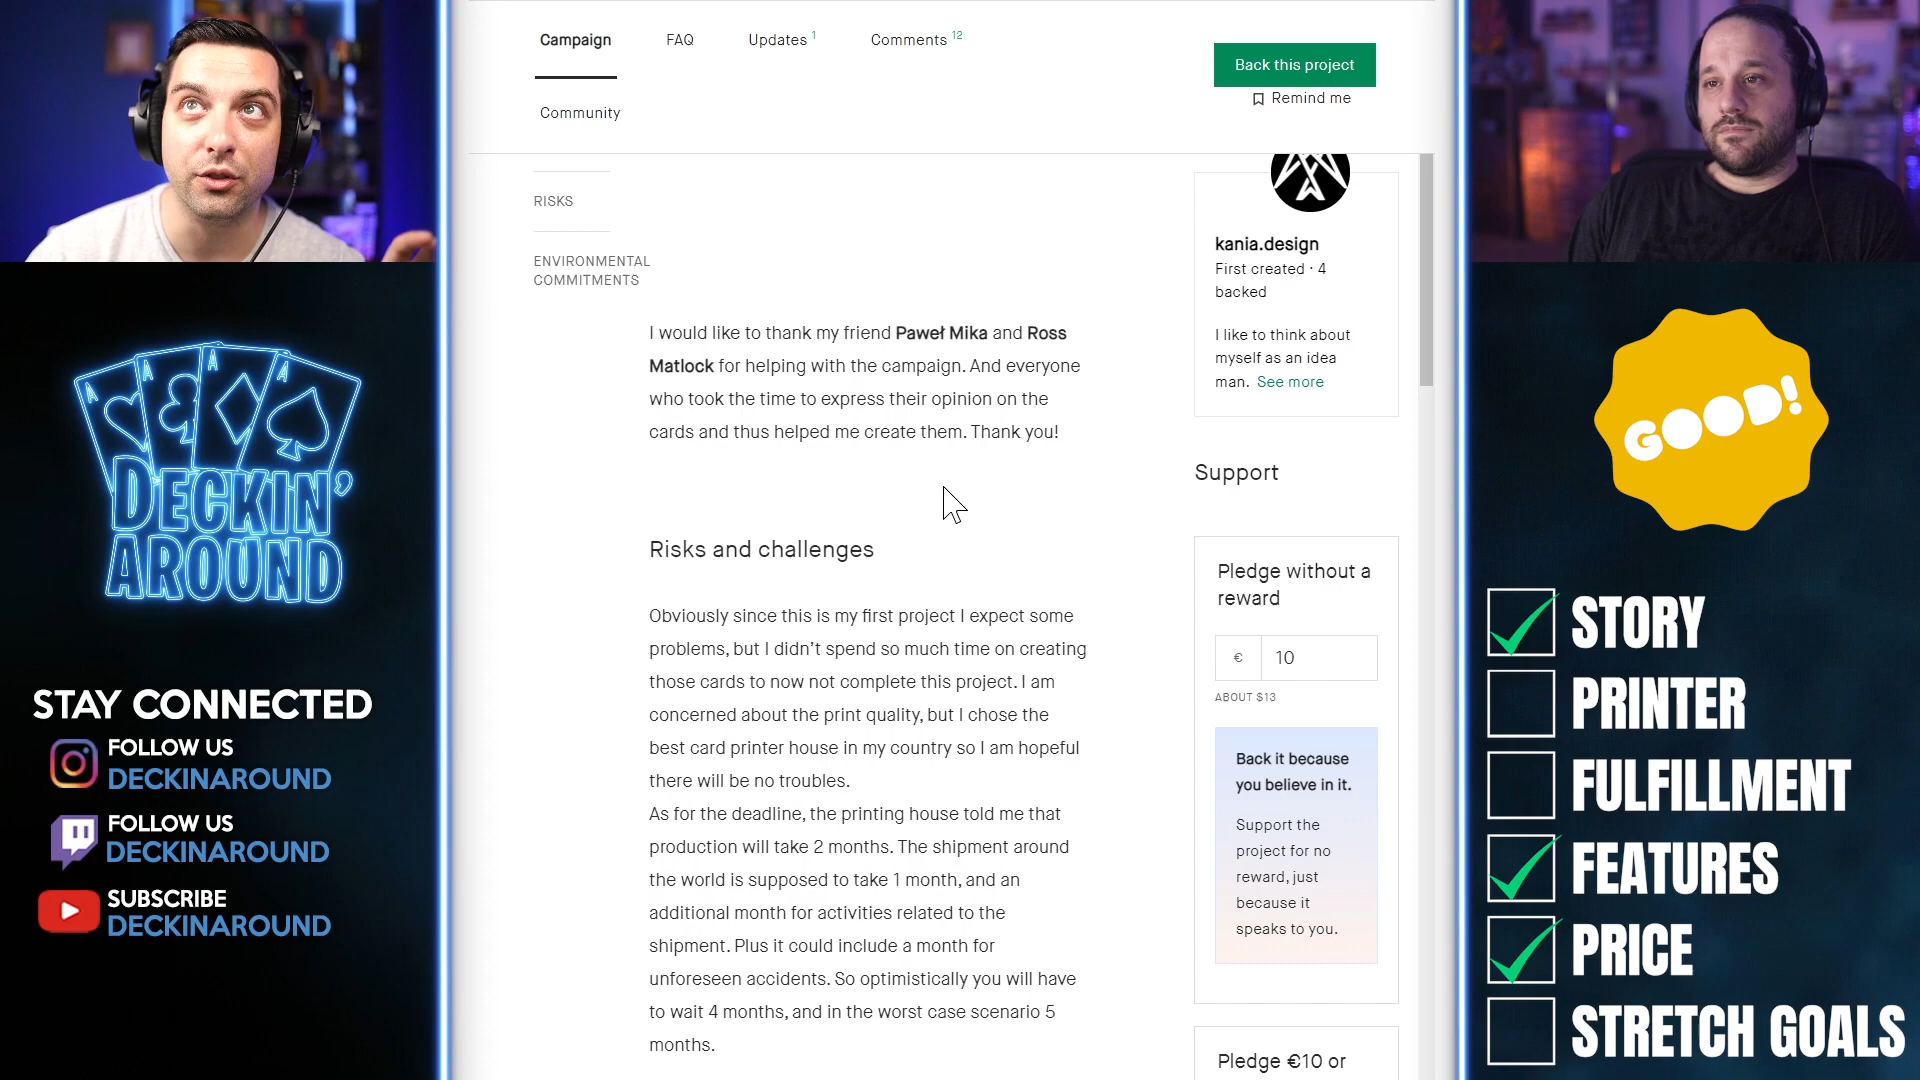 Campaign
FAQ
Updates 1
Comments 12
Community
Back this project
Remind me
RISKS
ENVIRONMENTAL
COMMITMENTS
I would like to thank my friend Paweł Mika and Ross
Matlock for helping with the campaign. And everyone
who took the time to express their opinion on the
cards and thus helped me create them. Thank you!
Risks and challenges
Obviously since this is my first project I expect some
problems, but I didn’t spend so much time on creating
those cards to now not complete this project. I am
concerned about the print quality, but I chose the
best card printer house in my country so I am hopeful
there will be no troubles.
As for the deadline, the printing house told me that
production will take 2 months. The shipment around
the world is supposed to take 1 month, and an
additional month for activities related to the
shipment. Plus it could include a month for
unforeseen accidents. So optimistically you will have
to wait 4 months, and in the worst case scenario 5
months.
kania.design
First created · 4
backed
I like to think about
myself as an idea
man. See more
Support
Pledge without a
reward
€ 10
ABOUT $13
Back it because
you believe in it.
Support the
project for no
reward, just
because it
speaks to you.
Pledge €10 or
A
A
A
A
DECKIN’
AROUND
STAY CONNECTED
FOLLOW US
DECKINAROUND
FOLLOW US
DECKINAROUND
SUBSCRIBE
DECKINAROUND
GOOD!
STORY
PRINTER
FULFILLMENT
FEATURES
PRICE
STRETCH GOALS